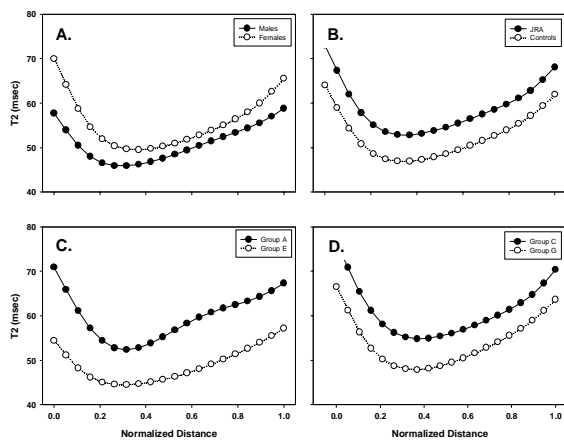 A.
Males
Females
B.
JRA
Controls
80
70
60
50
40
T2 (msec)
C.
Group A
Group E
D.
Group C
Group G
80
70
60
50
40
T2 (msec)
0.0 0.2 0.4 0.6 0.8 1.0
0.0 0.2 0.4 0.6 0.8 1.0
Normalized Distance
Normalized Distance